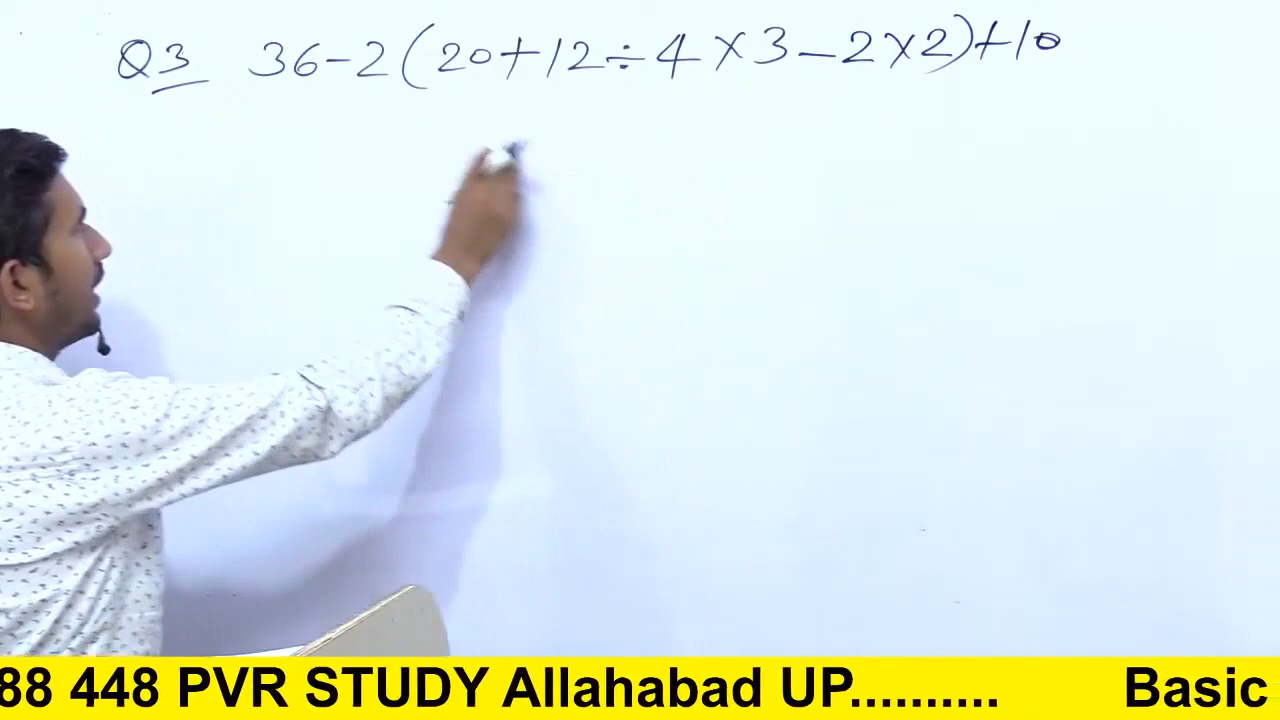 Q3 36-2(20+12÷4×3-2×2)+10
88 448 PVR STUDY Allahabad UP.......... Basic